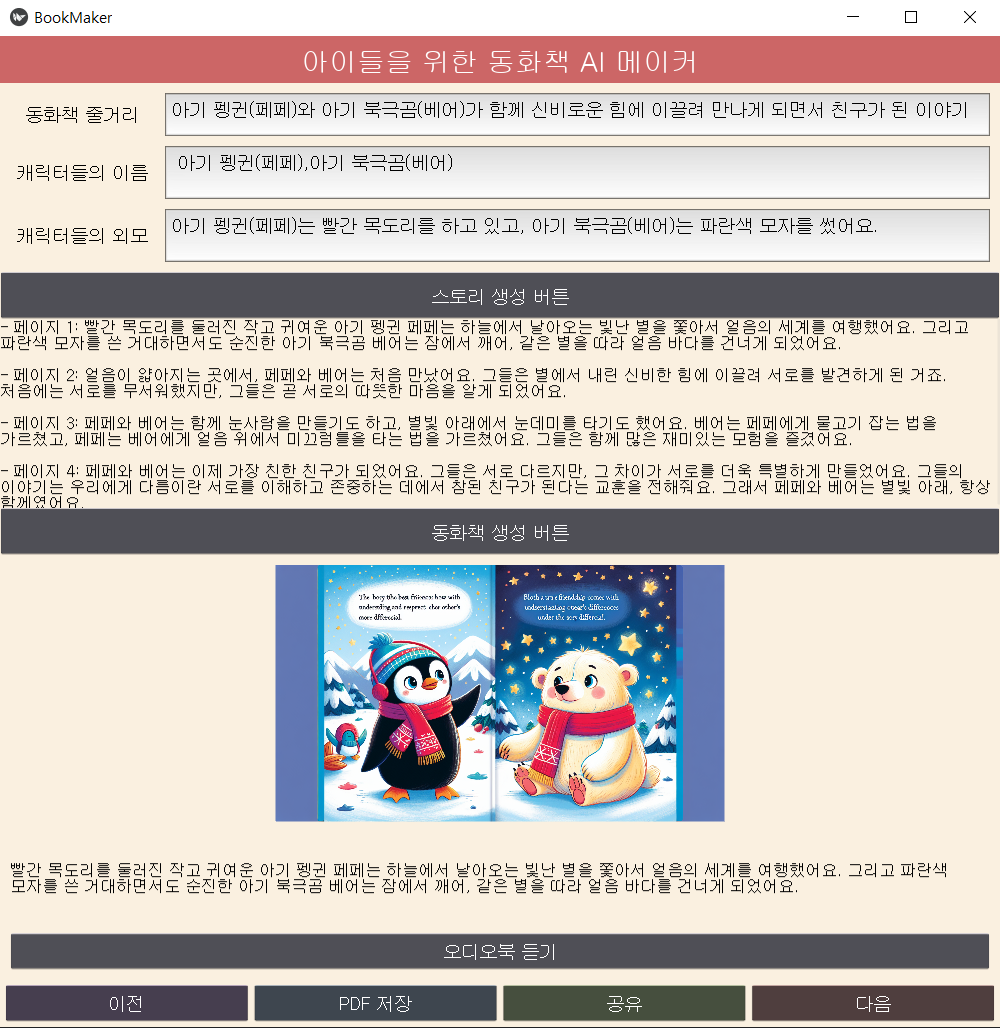 BookMaker
아이들을 위한 동화책 AI 메이커
동화책 줄거리
아기 펭귄(페페)와 아기 북극곰(베어)가 함께 신비로운 힘에 이끌려 만나게 되면서 친구가 된 이야기
캐릭터들의 이름
아기 펭귄(페페),아기 북극곰(베어)
캐릭터들의 외모
아기 펭귄(페페)는 빨간 목도리를 하고 있고, 아기 북극곰(베어)는 파란색 모자를 썼어요.
스토리 생성 버튼
- 페이지 1: 빨간 목도리를 둘러진 작고 귀여운 아기 펭귄 페페는 하늘에서 날아오는 빛난 별을 쫓아서 얼음의 세계를 여행했어요. 그리고
파란색 모자를 쓴 거대하면서도 순진한 아기 북극곰 베어는 잠에서 깨어, 같은 별을 따라 얼음 바다를 건너게 되었어요.
- 페이지 2: 얼음이 얇아지는 곳에서, 페페와 베어는 처음 만났어요. 그들은 별에서 내린 신비한 힘에 이끌려 서로를 발견하게 된 거죠.
처음에는 서로를 무서워했지만, 그들은 곧 서로의 따뜻한 마음을 알게 되었어요.
- 페이지 3: 페페와 베어는 함께 눈사람을 만들기도 하고, 별빛 아래에서 눈데미를 타기도 했어요. 베어는 페페에게 물고기 잡는 법을
가르쳤고, 페페는 베어에게 얼음 위에서 미끄럼틀을 타는 법을 가르쳤어요. 그들은 함께 많은 재미있는 모험을 즐겼어요.
- 페이지 4: 페페와 베어는 이제 가장 친한 친구가 되었어요. 그들은 서로 다르지만, 그 차이가 서로를 더욱 특별하게 만들었어요. 그들의
이야기는 우리에게 다름이란 서로를 이해하고 존중하는 데에서 참된 친구가 된다는 교훈을 전해줘요. 그래서 페페와 베어는 별빛 아래, 항상
함께였어요.
동화책 생성 버튼
more differcial.
under the serv differcial.
빨간 목도리를 둘러진 작고 귀여운 아기 펭귄 페페는 하늘에서 날아오는 빛난 별을 쫓아서 얼음의 세계를 여행했어요. 그리고 파란색
모자를 쓴 거대하면서도 순진한 아기 북극곰 베어는 잠에서 깨어, 같은 별을 따라 얼음 바다를 건너게 되었어요.
오디오북 듣기
이전
PDF 저장
공유
다음